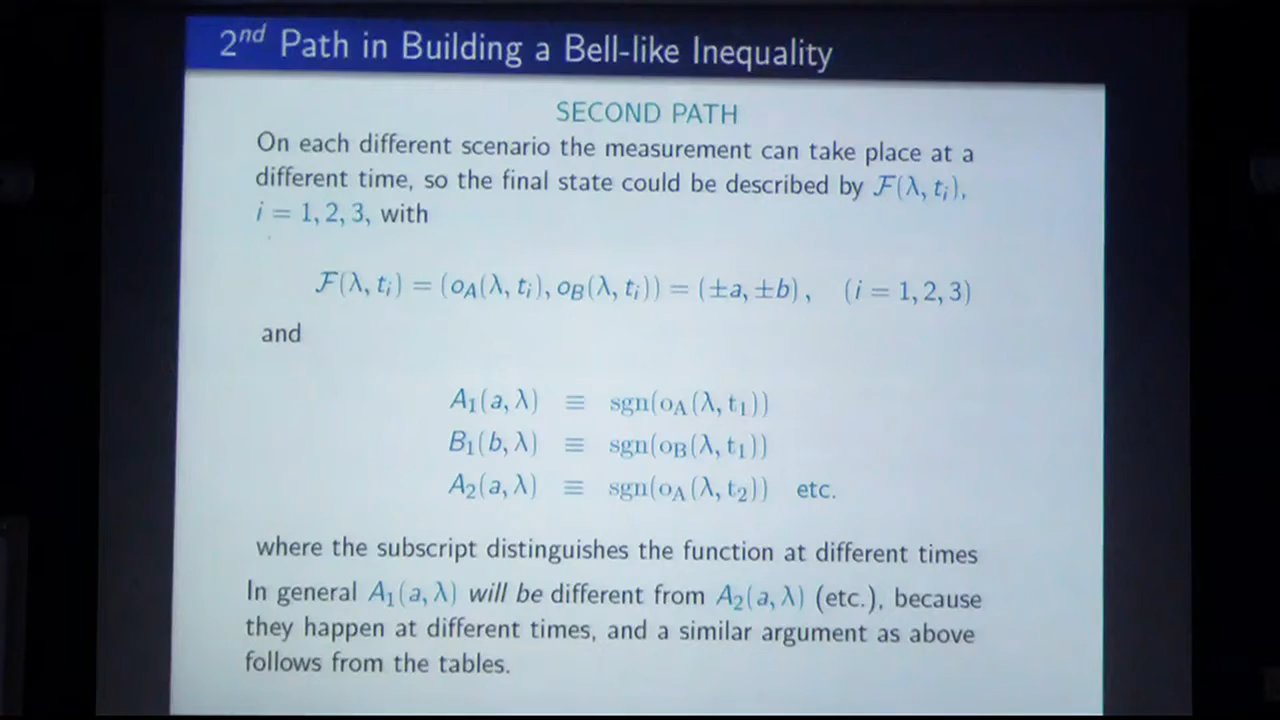 2nd Path in Building a Bell-like Inequality
SECOND PATH
On each different scenario the measurement can take place at a
different time, so the final state could be described by ℱ(λ, tᵢ),
i = 1, 2, 3, with
ℱ(λ, tᵢ) = (o_A(λ, tᵢ), o_B(λ, tᵢ)) = (±a, ±b) , (i = 1, 2, 3)
and
A₁(a, λ) ≡ sgn(o_A(λ, t₁))
B₁(b, λ) ≡ sgn(o_B(λ, t₁))
A₂(a, λ) ≡ sgn(o_A(λ, t₂)) etc.
where the subscript distinguishes the function at different times
In general A₁(a, λ) will be different from A₂(a, λ) (etc.), because
they happen at different times, and a similar argument as above
follows from the tables.